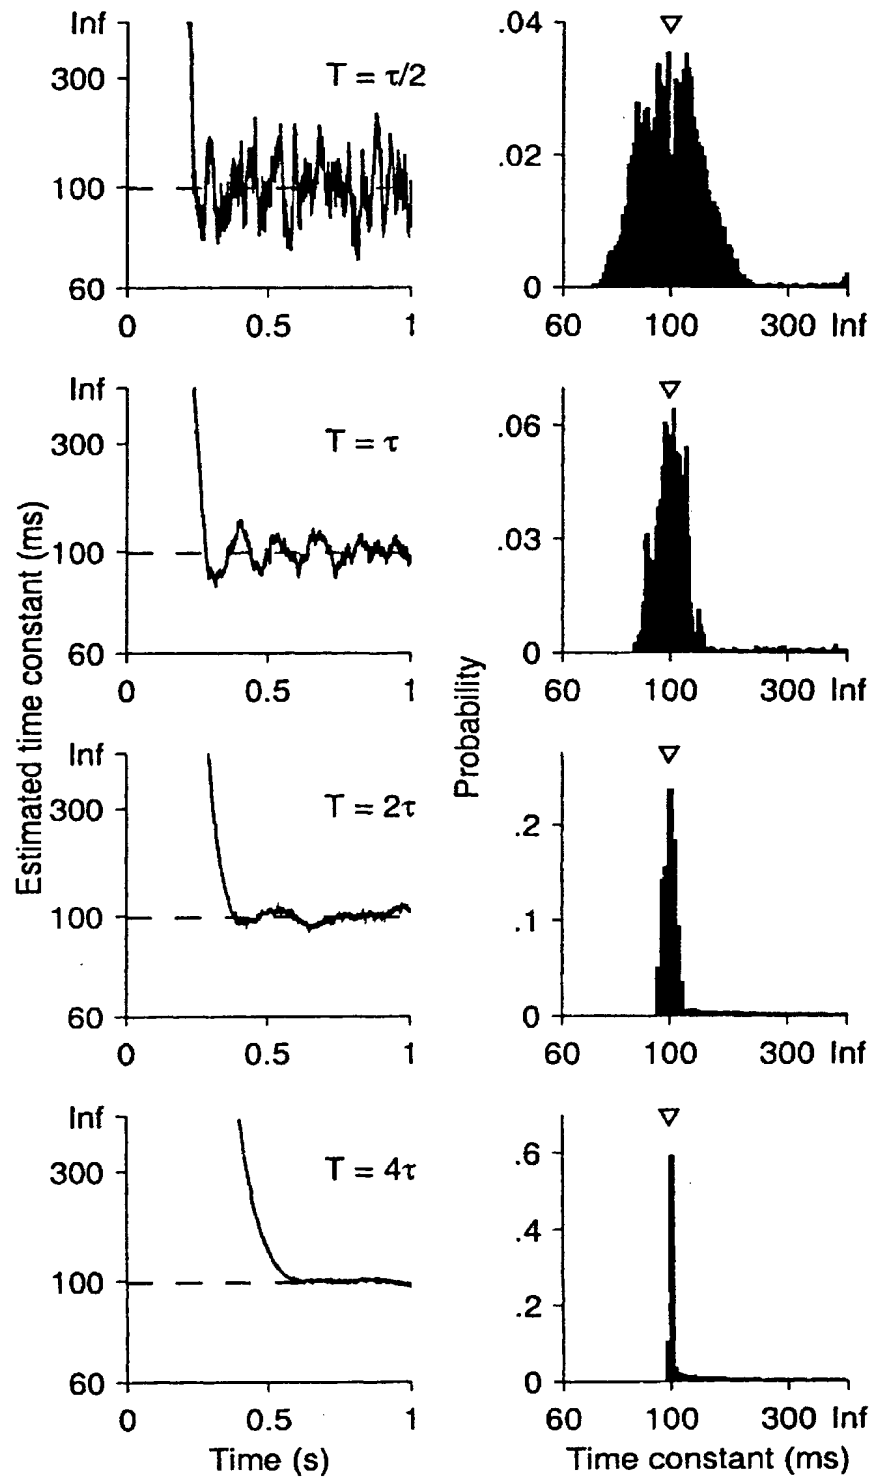 Estimated time constant (ms)
Probability
Inf
300
100
60
0 0.5 1
T = τ/2
.04
.02
0
60 100 300 Inf
Inf
300
100
60
0 0.5 1
T = τ
.06
.03
0
60 100 300 Inf
Inf
300
100
60
0 0.5 1
T = 2τ
.2
.1
0
60 100 300 Inf
Inf
300
100
60
0 0.5 1
T = 4τ
.6
.4
.2
0
60 100 300 Inf
Time (s)
Time constant (ms)